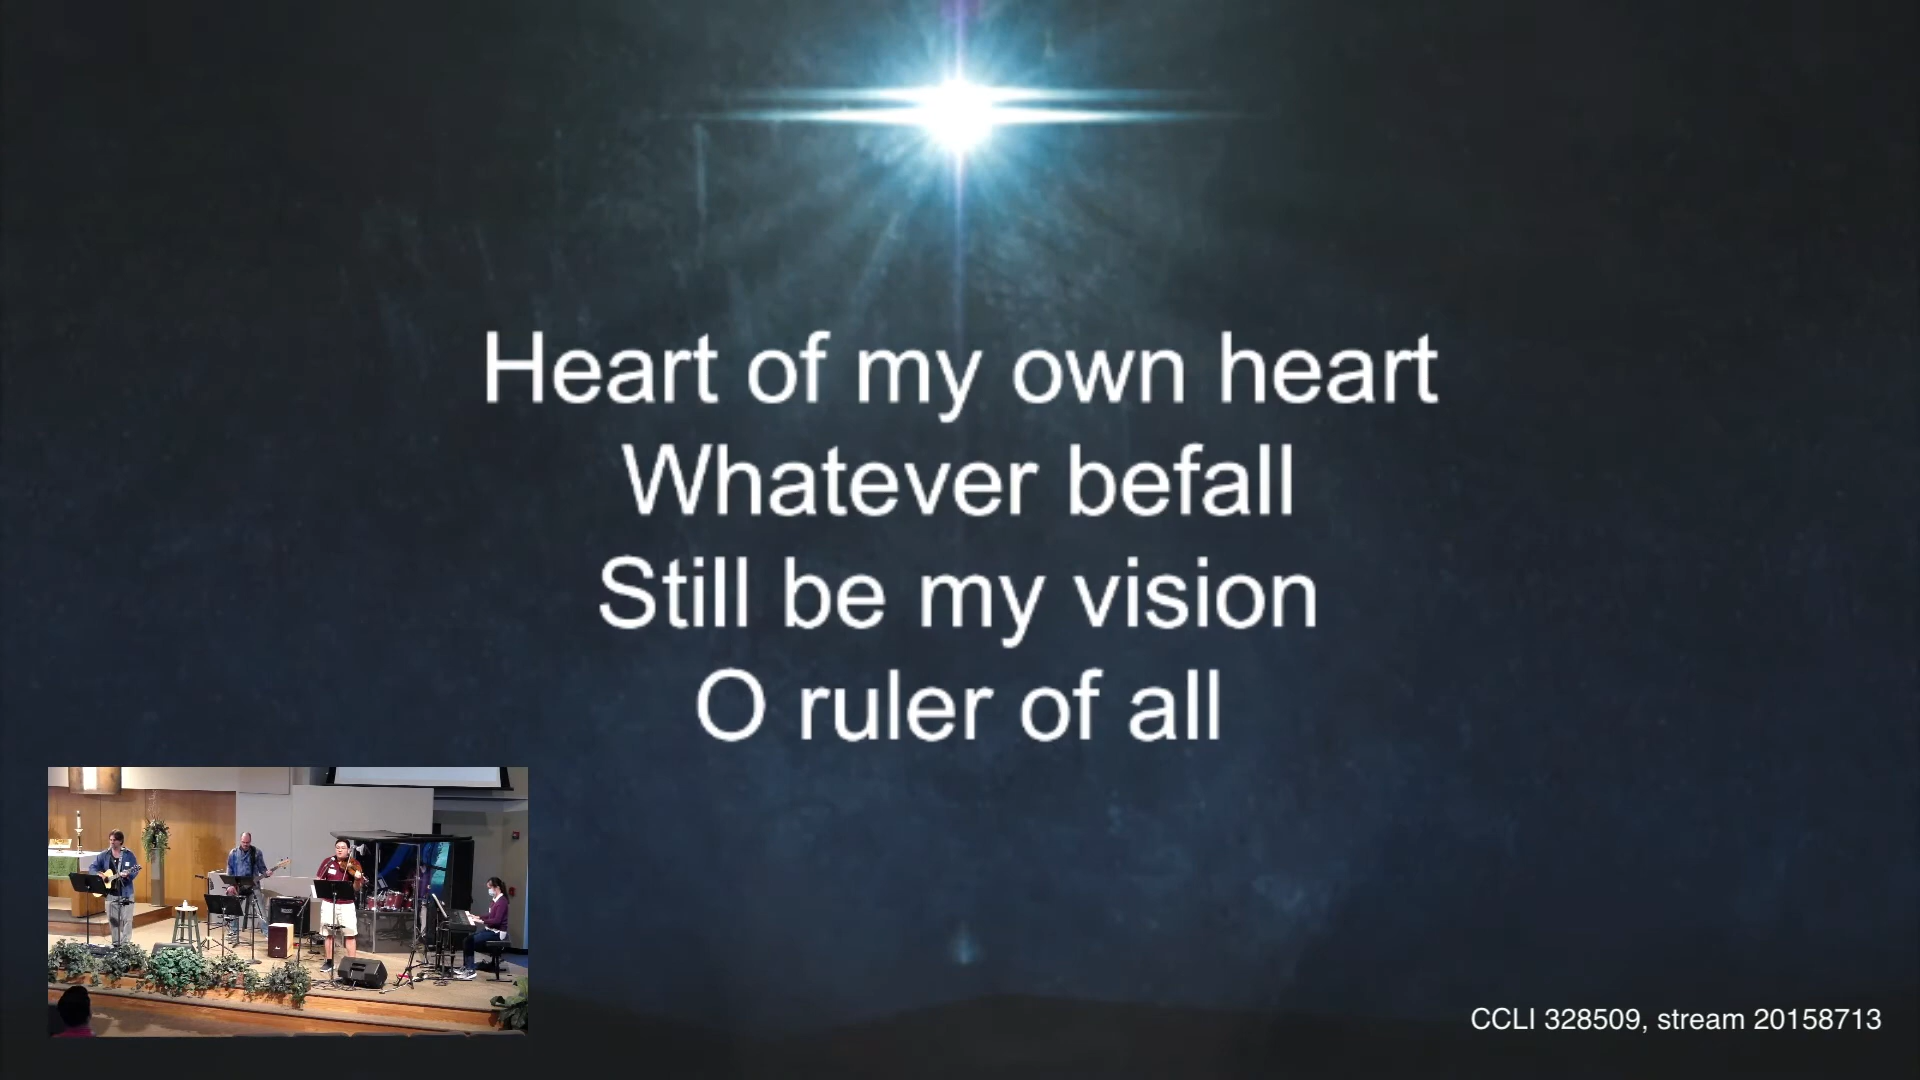 Heart of my own heart
Whatever befall
Still be my vision
O ruler of all
CCLI 328509, stream 20158713